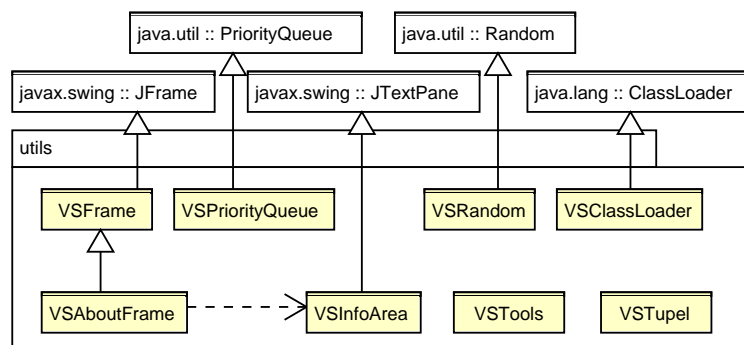 java.util :: PriorityQueue
java.util :: Random
javax.swing :: JFrame
javax.swing :: JTextPane
java.lang :: ClassLoader
utils
VSFrame
VSPriorityQueue
VSRandom
VSClassLoader
VSAboutFrame
VSInfoArea
VSTools
VSTupel